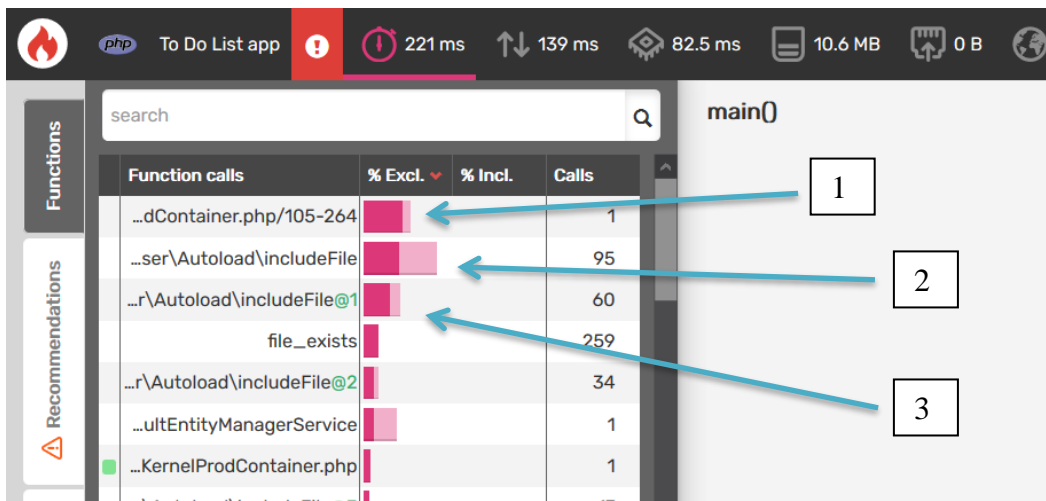 php To Do List app ! 221 ms 139 ms 82.5 ms 10.6 MB 0 B
Functions
Recommendations
search
main()
Function calls % Excl. % Incl. Calls
…dContainer.php/105-264 1
…ser\Autoload\includeFile 95
…r\Autoload\includeFile@1 60
file_exists 259
…r\Autoload\includeFile@2 34
…ultEntityManagerService 1
…KernelProdContainer.php 1
1
2
3